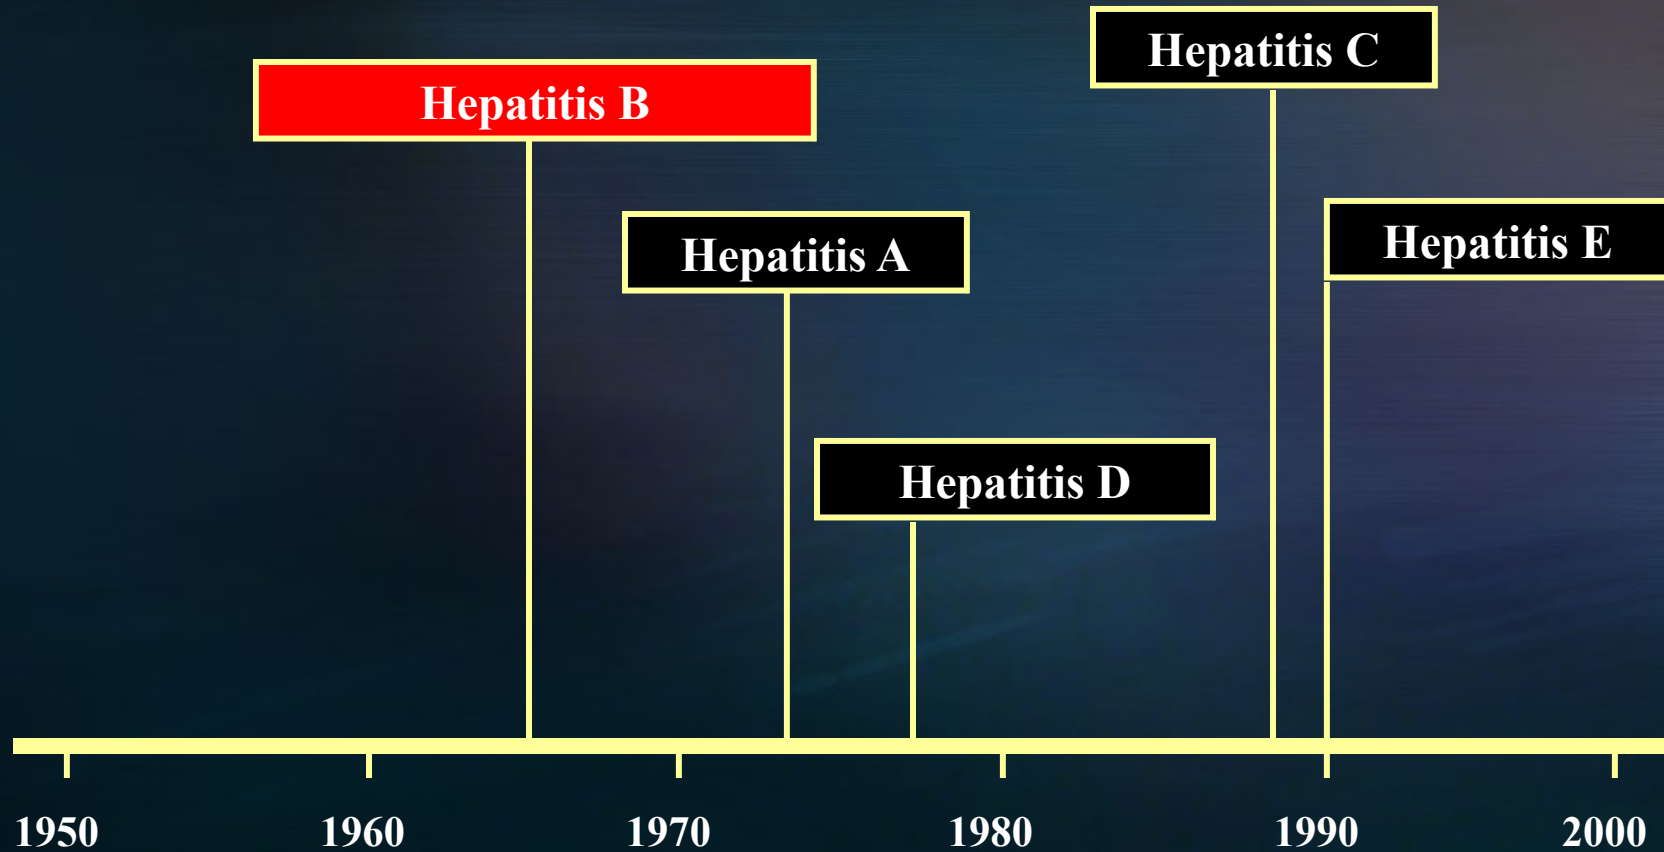 Hepatitis C
Hepatitis B
Hepatitis E
Hepatitis A
Hepatitis D
1950 1960 1970 1980 1990 2000